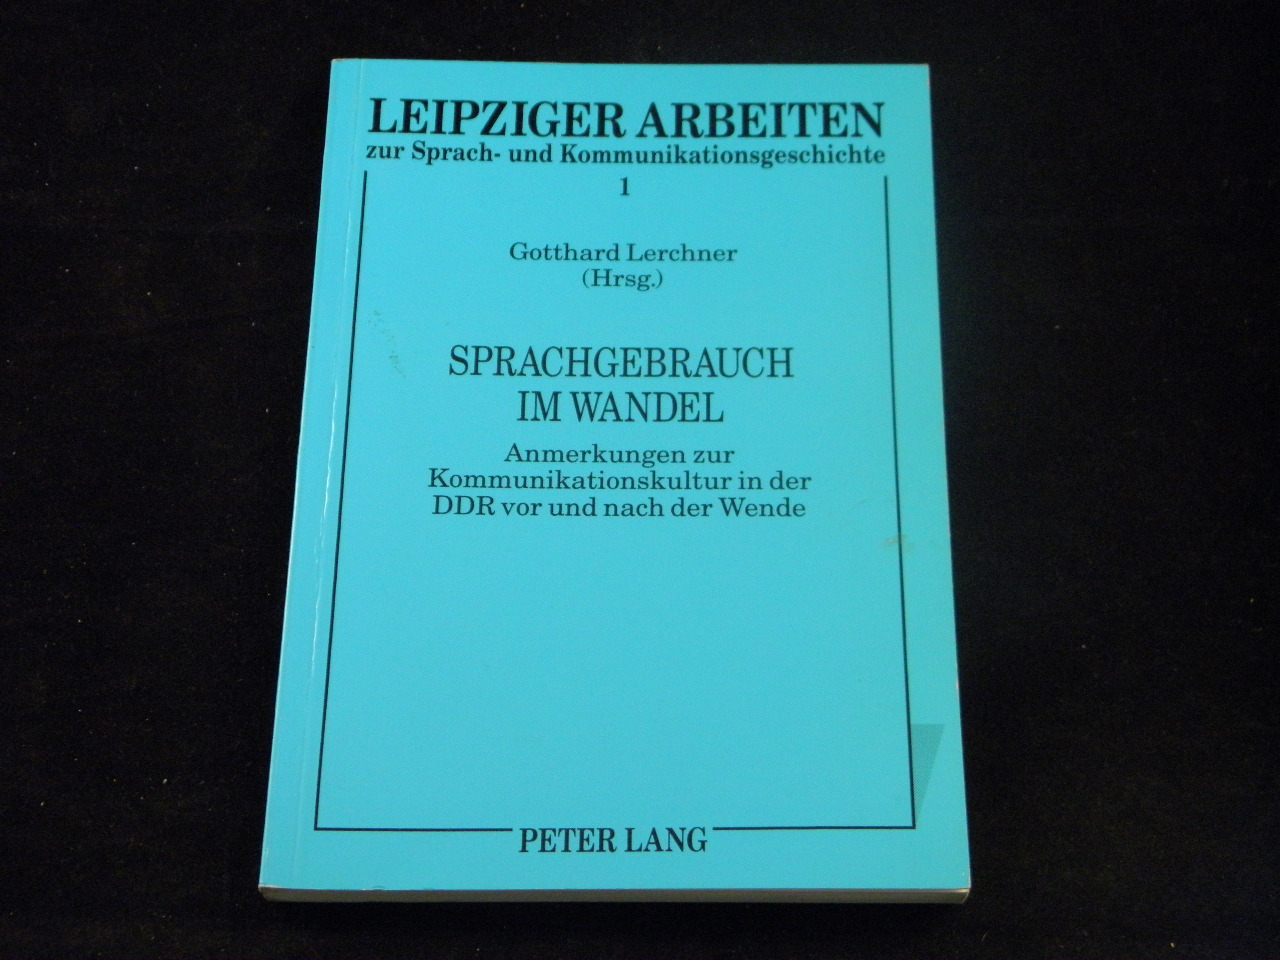 LEIPZIGER ARBEITEN
zur Sprach- und Kommunikationsgeschichte
1
Gotthard Lerchner
(Hrsg.)
SPRACHGEBRAUCH
IM WANDEL
Anmerkungen zur
Kommunikationskultur in der
DDR vor und nach der Wende
PETER LANG